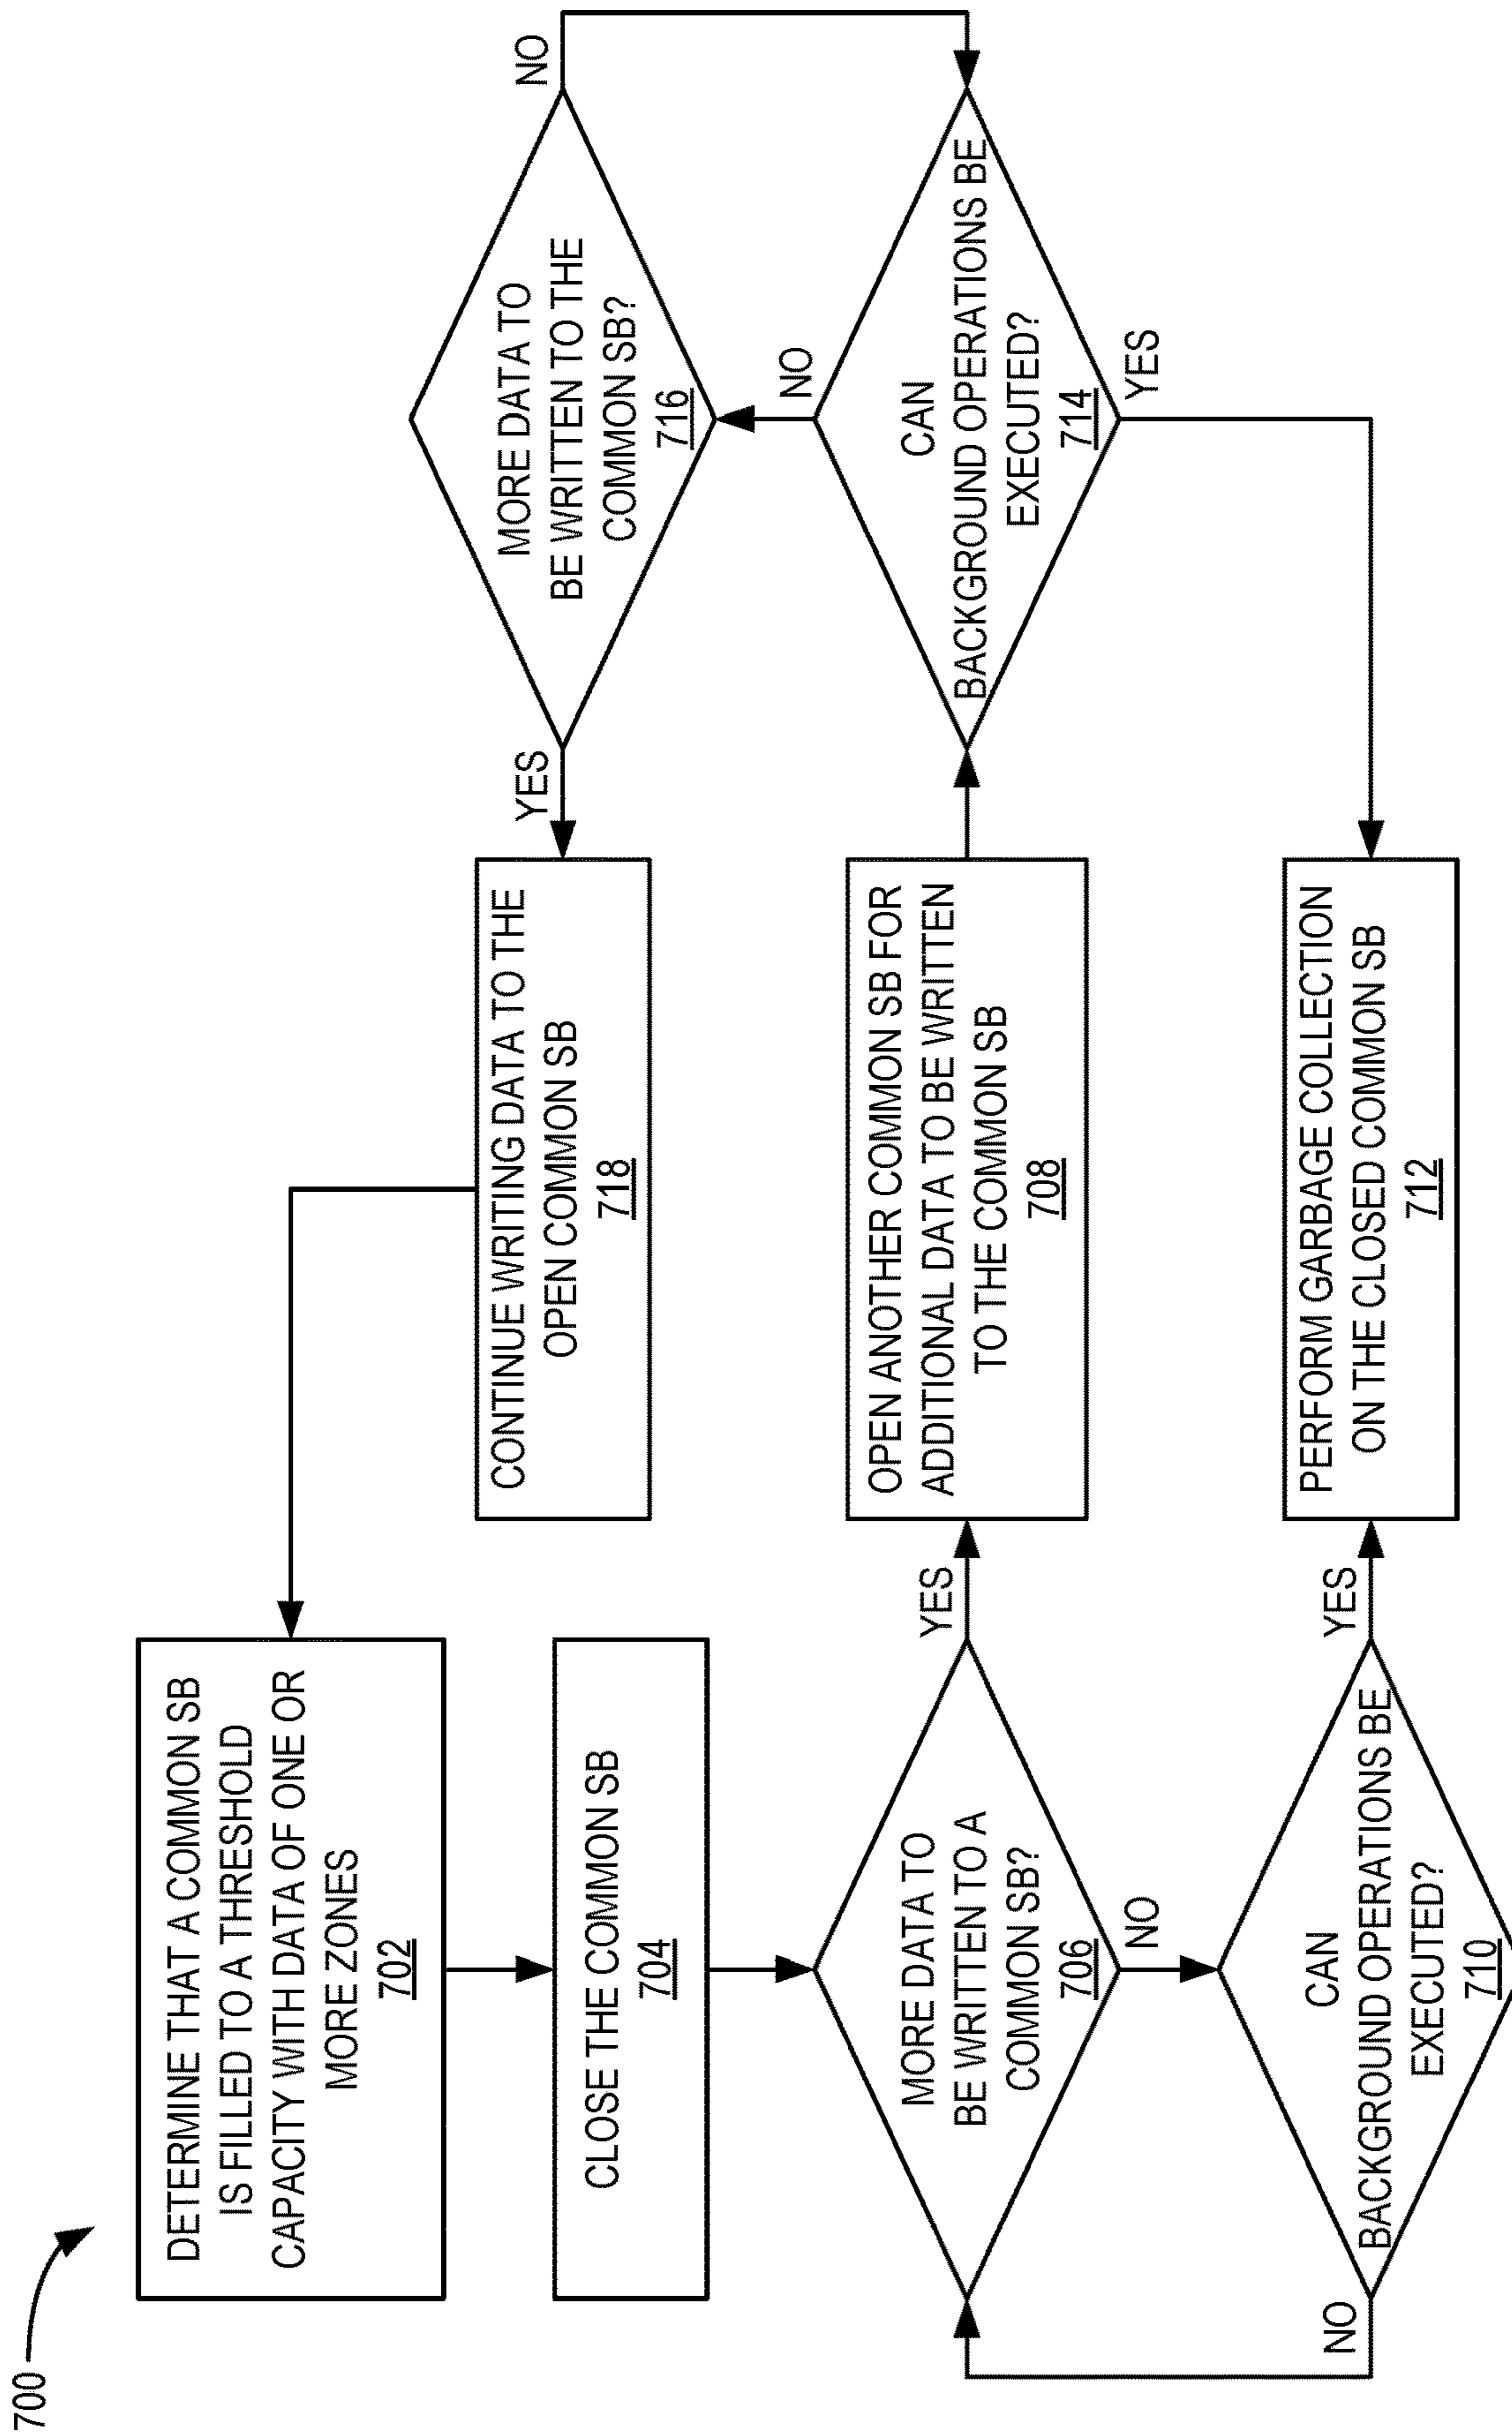 700
DETERMINE THAT A COMMON SB
IS FILLED TO A THRESHOLD
CAPACITY WITH DATA OF ONE OR
MORE ZONES
702
CLOSE THE COMMON SB
704
MORE DATA TO
BE WRITTEN TO A
COMMON SB?
706
YES
NO
CAN
BACKGROUND OPERATIONS BE
EXECUTED?
710
NO
YES
CONTINUE WRITING DATA TO THE
OPEN COMMON SB
718
OPEN ANOTHER COMMON SB FOR
ADDITIONAL DATA TO BE WRITTEN
TO THE COMMON SB
708
PERFORM GARBAGE COLLECTION
ON THE CLOSED COMMON SB
712
YES
MORE DATA TO
BE WRITTEN TO THE
COMMON SB?
716
NO
NO
CAN
BACKGROUND OPERATIONS BE
EXECUTED?
714
YES